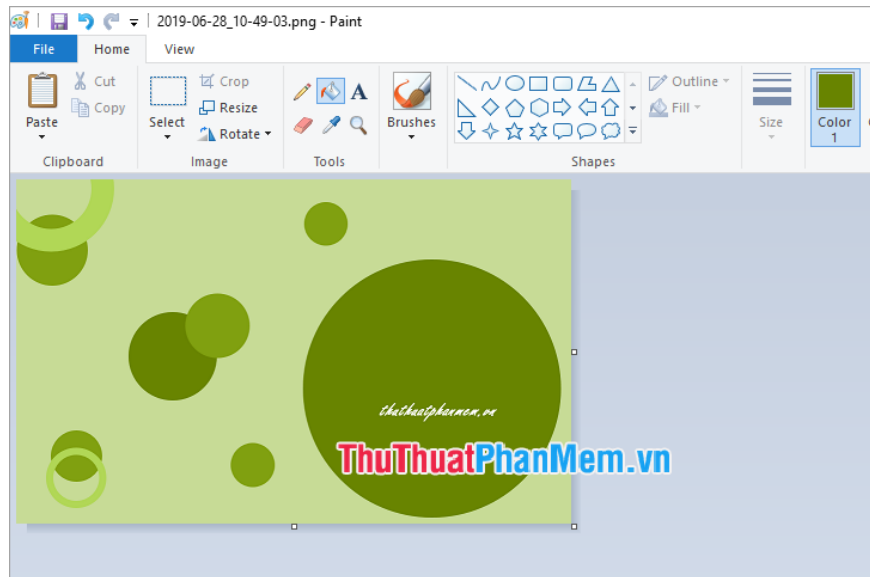 2019-06-28_10-49-03.png - Paint
File Home View
Paste Cut Copy
Clipboard
Select Crop Resize Rotate
Image
A
Tools
Brushes
Outline Fill
Shapes
Size
Color 1
thuthuatphanmem.vn
ThuThuatPhanMem.vn